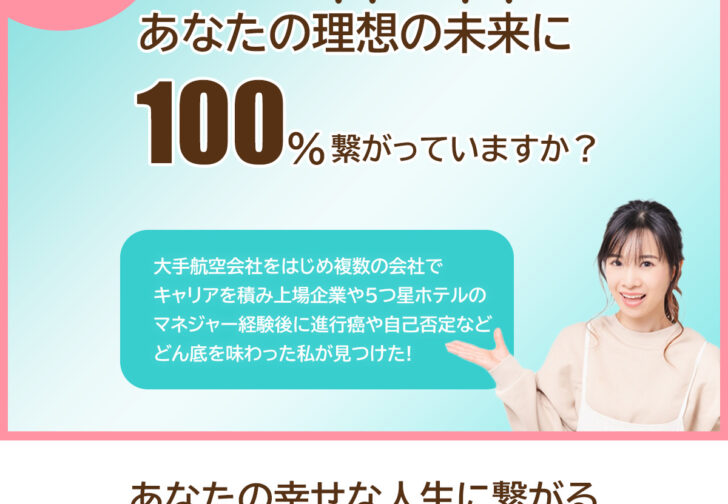 あなたの理想の未来に
100%繋がっていますか？
大手航空会社をはじめ複数の会社で
キャリアを積み上場企業や5つ星ホテルの
マネジャー経験後に進行癌や自己否定など
どん底を味わった私が見つけた!
あなたの幸せな人生に繋がる